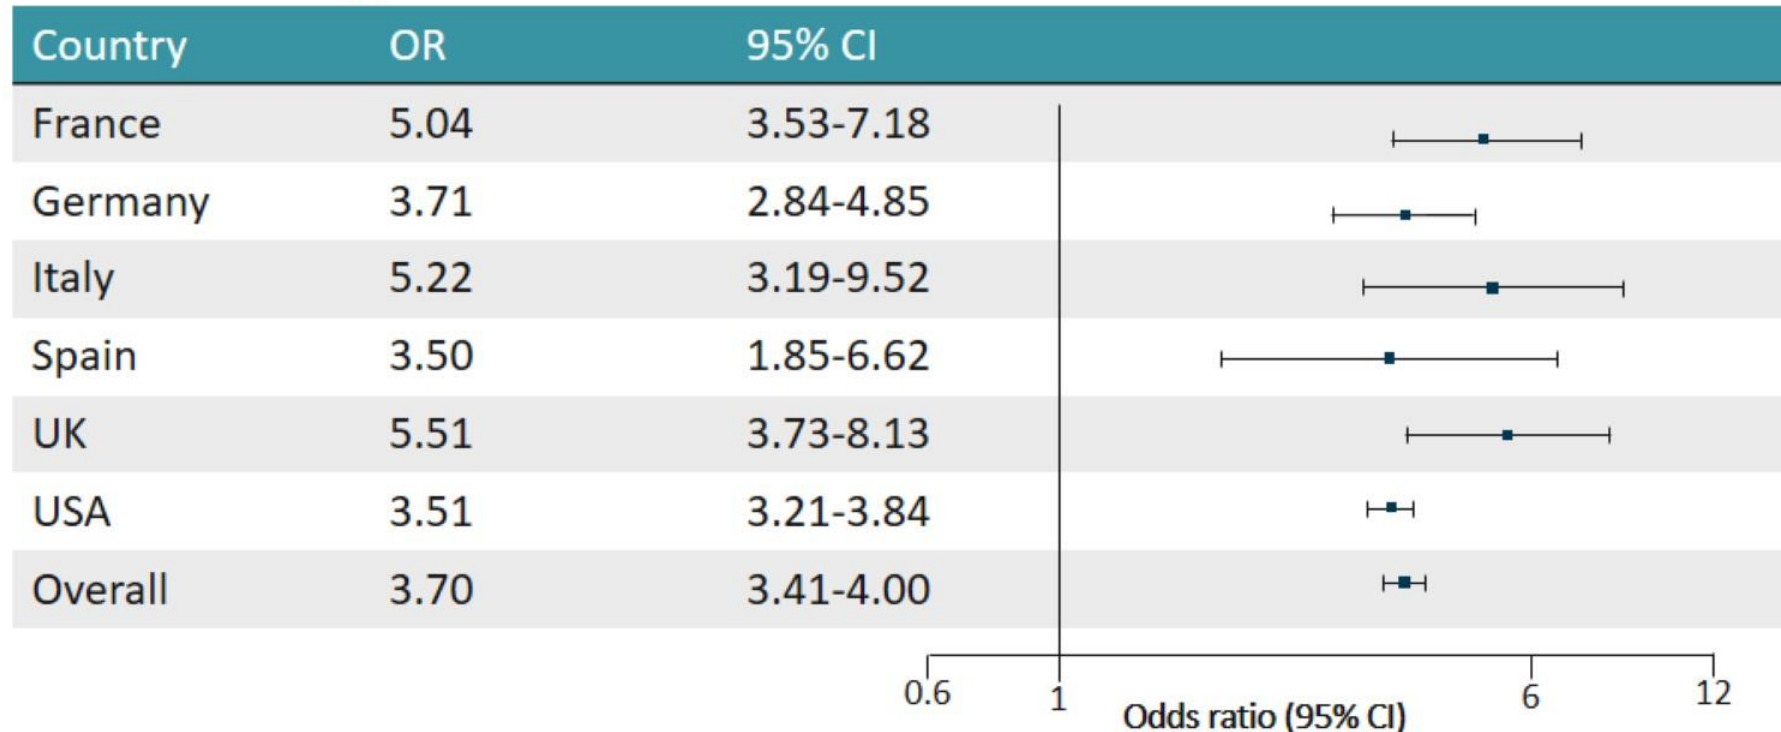 Country OR 95% CI
France 5.04 3.53-7.18
Germany 3.71 2.84-4.85
Italy 5.22 3.19-9.52
Spain 3.50 1.85-6.62
UK 5.51 3.73-8.13
USA 3.51 3.21-3.84
Overall 3.70 3.41-4.00
0.6 1 6 12
Odds ratio (95% CI)